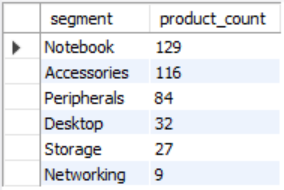 segment product_count
Notebook 129
Accessories 116
Peripherals 84
Desktop 32
Storage 27
Networking 9